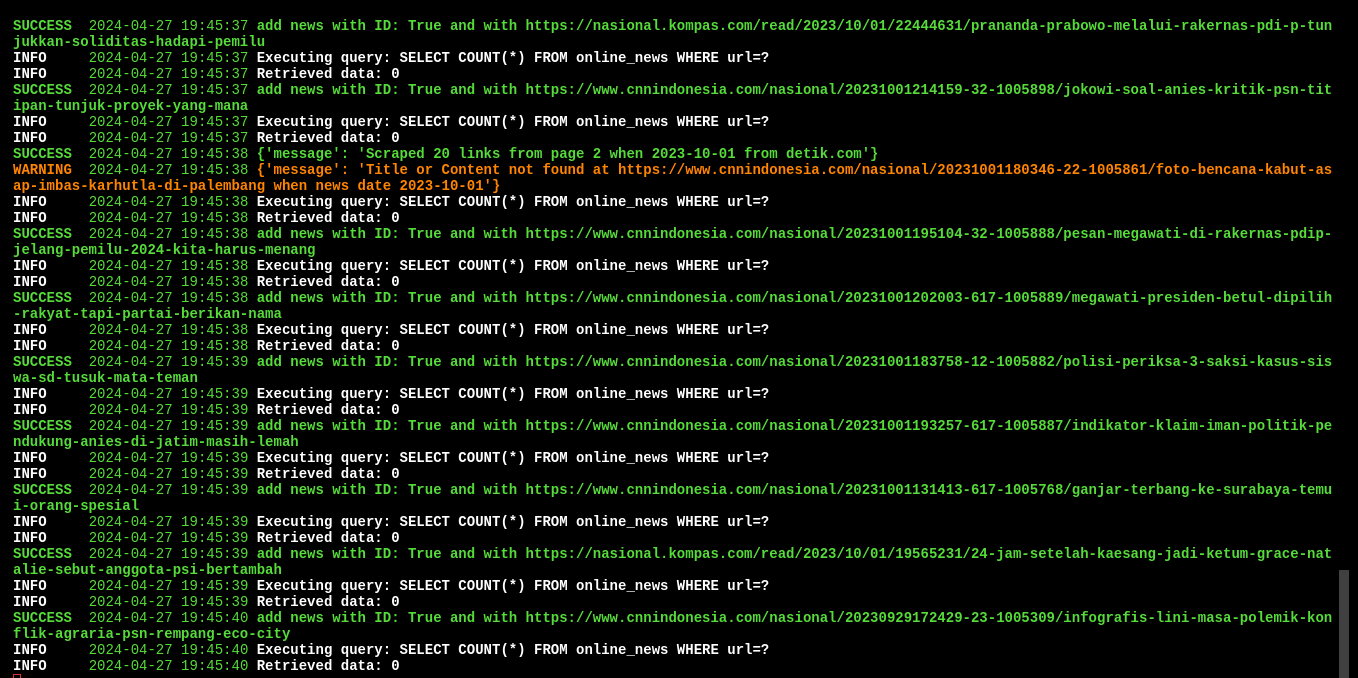 SUCCESS  2024-04-27 19:45:37 add news with ID: True and with https://nasional.kompas.com/read/2023/10/01/22444631/prananda-prabowo-melalui-rakernas-pdi-p-tun
jukkan-soliditas-hadapi-pemilu
INFO     2024-04-27 19:45:37 Executing query: SELECT COUNT(*) FROM online_news WHERE url=?
INFO     2024-04-27 19:45:37 Retrieved data: 0
SUCCESS  2024-04-27 19:45:37 add news with ID: True and with https://www.cnnindonesia.com/nasional/20231001214159-32-1005898/jokowi-soal-anies-kritik-psn-tit
ipan-tunjuk-proyek-yang-mana
INFO     2024-04-27 19:45:37 Executing query: SELECT COUNT(*) FROM online_news WHERE url=?
INFO     2024-04-27 19:45:37 Retrieved data: 0
SUCCESS  2024-04-27 19:45:38 {'message': 'Scraped 20 links from page 2 when 2023-10-01 from detik.com'}
WARNING  2024-04-27 19:45:38 {'message': 'Title or Content not found at https://www.cnnindonesia.com/nasional/20231001180346-22-1005861/foto-bencana-kabut-as
ap-imbas-karhutla-di-palembang when news date 2023-10-01'}
INFO     2024-04-27 19:45:38 Executing query: SELECT COUNT(*) FROM online_news WHERE url=?
INFO     2024-04-27 19:45:38 Retrieved data: 0
SUCCESS  2024-04-27 19:45:38 add news with ID: True and with https://www.cnnindonesia.com/nasional/20231001195104-32-1005888/pesan-megawati-di-rakernas-pdip-
jelang-pemilu-2024-kita-harus-menang
INFO     2024-04-27 19:45:38 Executing query: SELECT COUNT(*) FROM online_news WHERE url=?
INFO     2024-04-27 19:45:38 Retrieved data: 0
SUCCESS  2024-04-27 19:45:38 add news with ID: True and with https://www.cnnindonesia.com/nasional/20231001202003-617-1005889/megawati-presiden-betul-dipilih
-rakyat-tapi-partai-berikan-nama
INFO     2024-04-27 19:45:38 Executing query: SELECT COUNT(*) FROM online_news WHERE url=?
INFO     2024-04-27 19:45:38 Retrieved data: 0
SUCCESS  2024-04-27 19:45:39 add news with ID: True and with https://www.cnnindonesia.com/nasional/20231001183758-12-1005882/polisi-periksa-3-saksi-kasus-sis
wa-sd-tusuk-mata-teman
INFO     2024-04-27 19:45:39 Executing query: SELECT COUNT(*) FROM online_news WHERE url=?
INFO     2024-04-27 19:45:39 Retrieved data: 0
SUCCESS  2024-04-27 19:45:39 add news with ID: True and with https://www.cnnindonesia.com/nasional/20231001193257-617-1005887/indikator-klaim-iman-politik-pe
ndukung-anies-di-jatim-masih-lemah
INFO     2024-04-27 19:45:39 Executing query: SELECT COUNT(*) FROM online_news WHERE url=?
INFO     2024-04-27 19:45:39 Retrieved data: 0
SUCCESS  2024-04-27 19:45:39 add news with ID: True and with https://www.cnnindonesia.com/nasional/20231001131413-617-1005768/ganjar-terbang-ke-surabaya-temu
i-orang-spesial
INFO     2024-04-27 19:45:39 Executing query: SELECT COUNT(*) FROM online_news WHERE url=?
INFO     2024-04-27 19:45:39 Retrieved data: 0
SUCCESS  2024-04-27 19:45:39 add news with ID: True and with https://nasional.kompas.com/read/2023/10/01/19565231/24-jam-setelah-kaesang-jadi-ketum-grace-nat
alie-sebut-anggota-psi-bertambah
INFO     2024-04-27 19:45:39 Executing query: SELECT COUNT(*) FROM online_news WHERE url=?
INFO     2024-04-27 19:45:39 Retrieved data: 0
SUCCESS  2024-04-27 19:45:40 add news with ID: True and with https://www.cnnindonesia.com/nasional/20230929172429-23-1005309/infografis-lini-masa-polemik-kon
flik-agraria-psn-rempang-eco-city
INFO     2024-04-27 19:45:40 Executing query: SELECT COUNT(*) FROM online_news WHERE url=?
INFO     2024-04-27 19:45:40 Retrieved data: 0